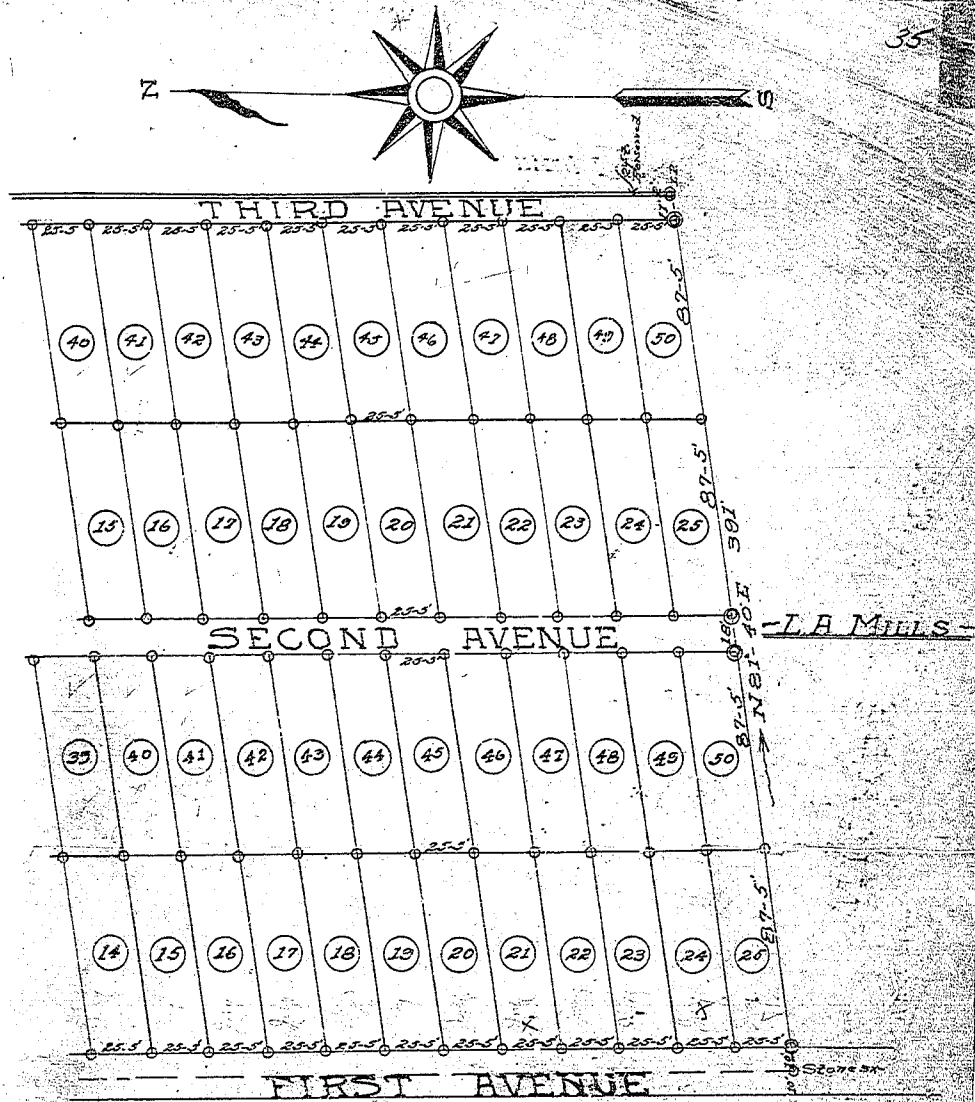 35
N
S
THIRD AVENUE
25-5' 25-5' 25-5' 25-5' 25-5' 25-5' 25-5' 25-5' 25-5' 25-5' 25-5'
87-5'
40 41 42 43 44 45 46 47 48 49 50
25-5'
87-5'
15 16 17 18 19 20 21 22 23 24 25
391'
N 81-40 E
25-5'
SECOND AVENUE
18
-L.A MILLS-
25-5'
87-5'
39 40 41 42 43 44 45 46 47 48 49 50
25-5'
87-5'
14 15 16 17 18 19 20 21 22 23 24 25
X X
25-5' 25-5' 25-5' 25-5' 25-5' 25-5' 25-5' 25-5' 25-5' 25-5' 25-5' 25-5'
FIRST AVENUE
Stone